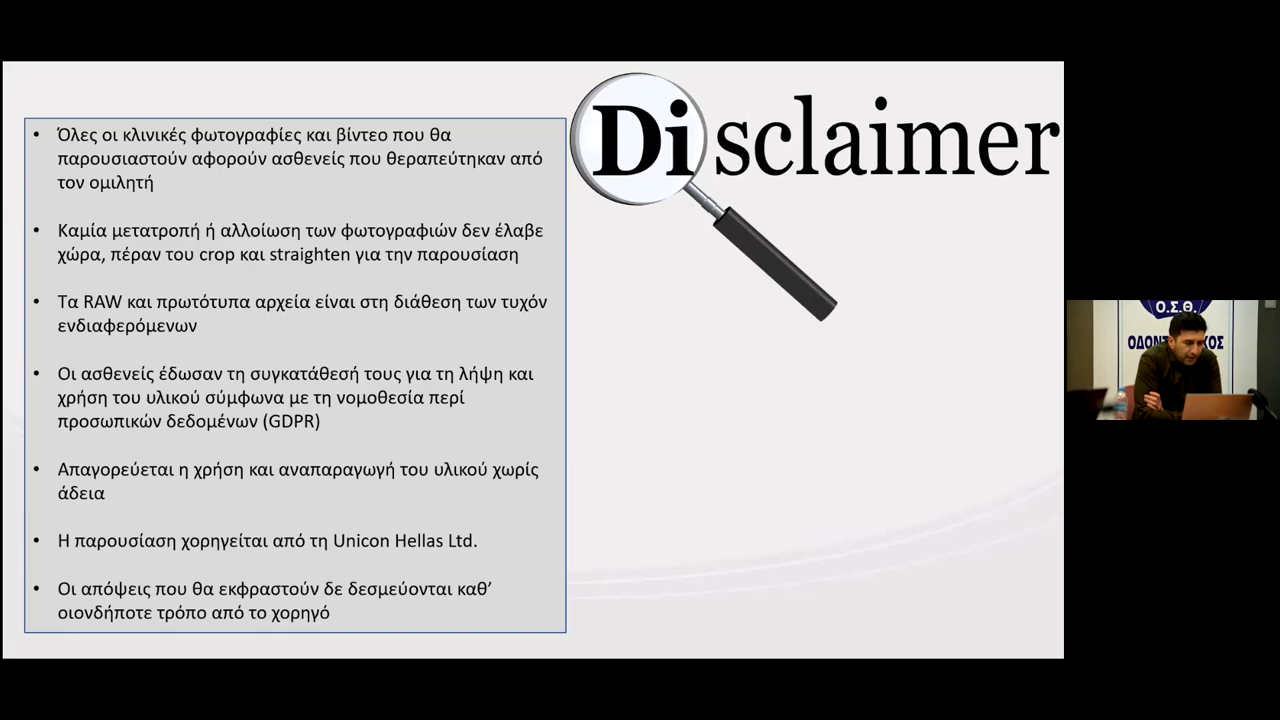 Disclaimer
• Όλες οι κλινικές φωτογραφίες και βίντεο που θα
παρουσιαστούν αφορούν ασθενείς που θεραπεύτηκαν από
τον ομιλητή
• Καμία μετατροπή ή αλλοίωση των φωτογραφιών δεν έλαβε
χώρα, πέραν του crop και straighten για την παρουσίαση
• Τα RAW και πρωτότυπα αρχεία είναι στη διάθεση των τυχόν
ενδιαφερόμενων
• Οι ασθενείς έδωσαν τη συγκατάθεσή τους για τη λήψη και
χρήση του υλικού σύμφωνα με τη νομοθεσία περί
προσωπικών δεδομένων (GDPR)
• Απαγορεύεται η χρήση και αναπαραγωγή του υλικού χωρίς
άδεια
• Η παρουσίαση χορηγείται από τη Unicon Hellas Ltd.
• Οι απόψεις που θα εκφραστούν δε δεσμεύονται καθ’
οιονδήποτε τρόπο από το χορηγό
Ο.Σ.Θ.